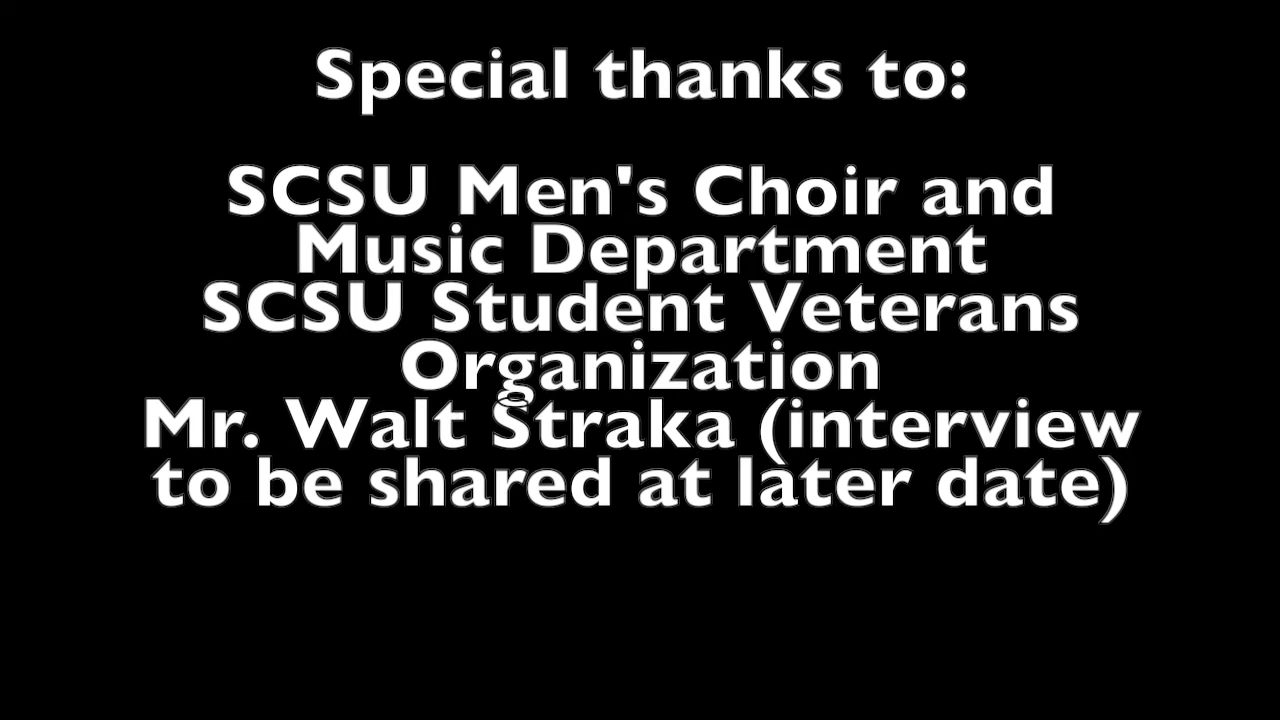 Special thanks to:
SCSU Men's Choir and
Music Department
SCSU Student Veterans
Organization
Mr. Walt Straka (interview
to be shared at later date)